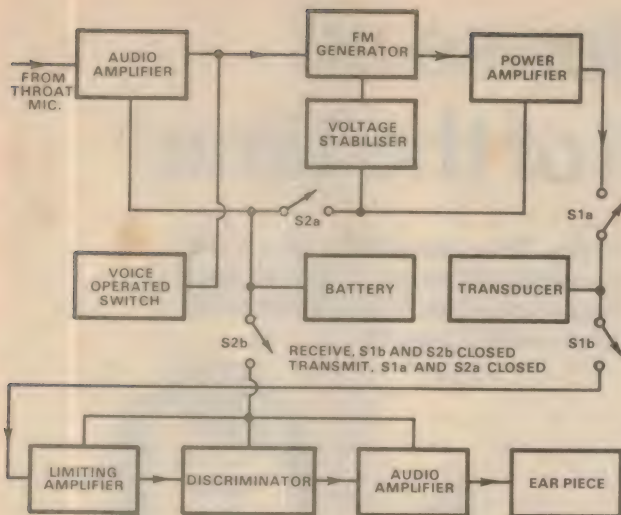 AUDIO
AMPLIFIER
FROM
THROAT
MIC.
FM
GENERATOR
POWER
AMPLIFIER
VOLTAGE
STABILISER
S2a
S1a
VOICE
OPERATED
SWITCH
BATTERY
TRANSDUCER
S2b
S1b
RECEIVE, S1b AND S2b CLOSED
TRANSMIT. S1a AND S2a CLOSED
LIMITING
AMPLIFIER
DISCRIMINATOR
AUDIO
AMPLIFIER
EAR PIECE